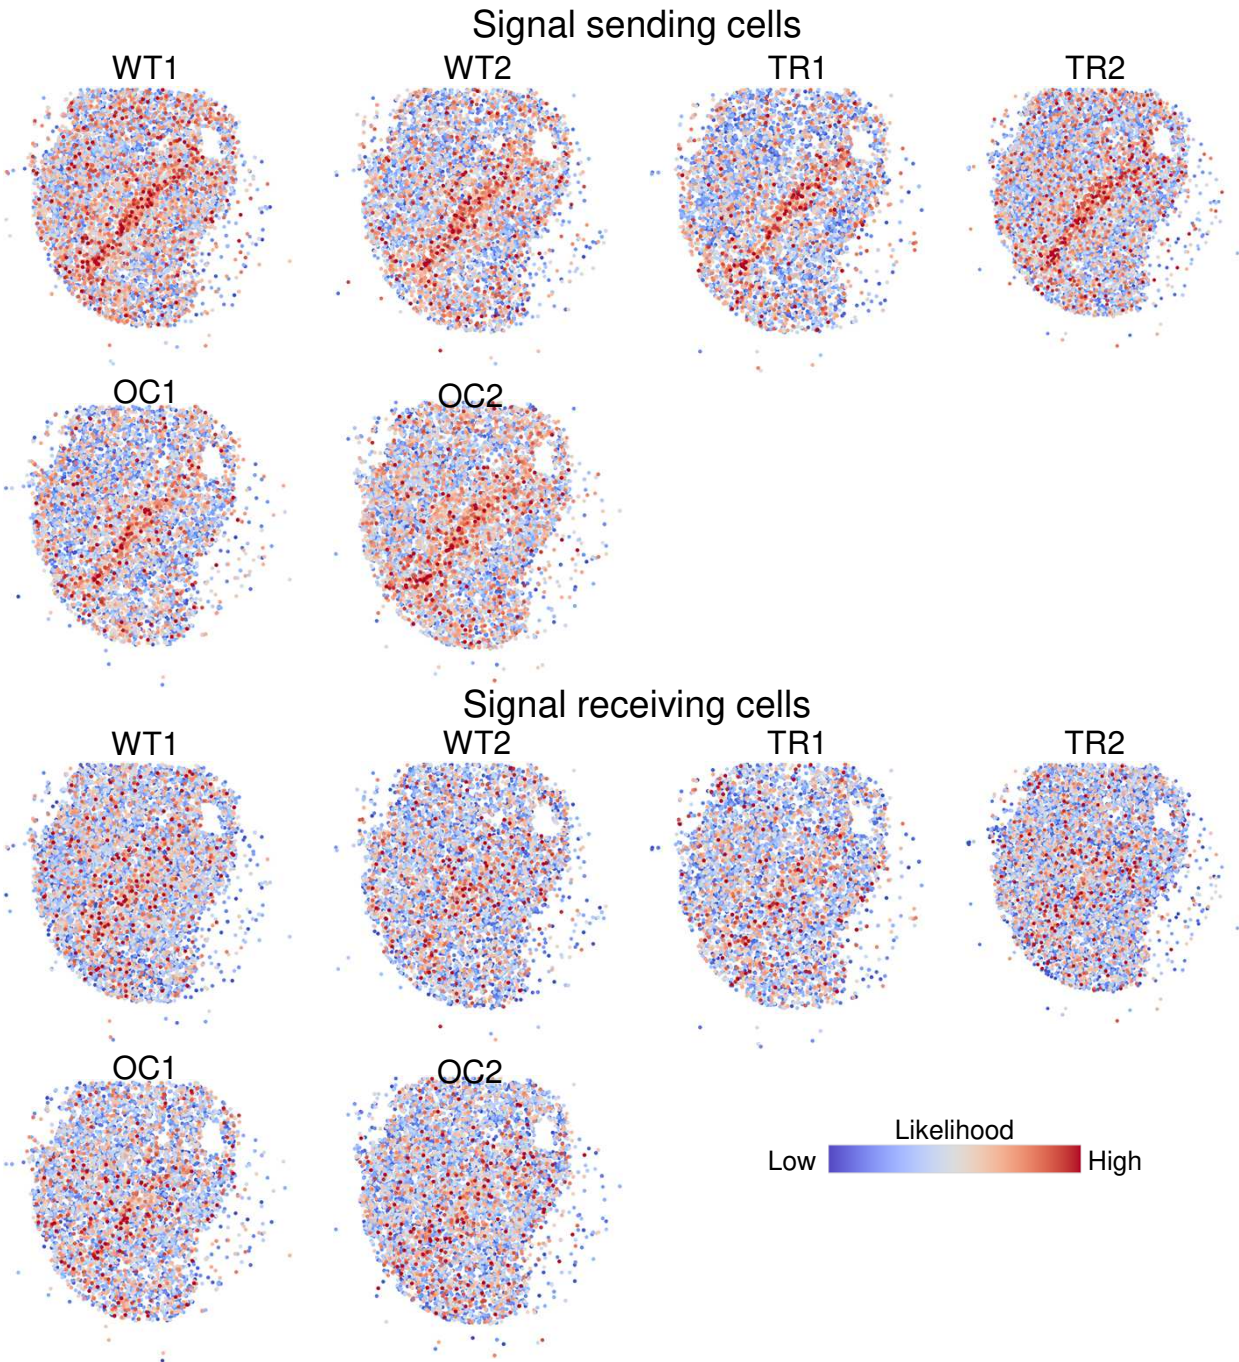 Signal sending cells
WT1 WT2 TR1 TR2
OC1 OC2
Signal receiving cells
WT1 WT2 TR1 TR2
OC1 OC2
Likelihood
Low High